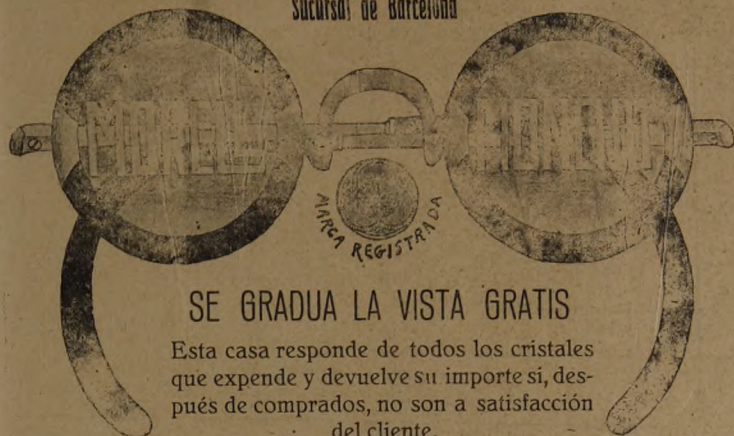 Sucursal de Barcelona
MARCA REGISTRADA
SE GRADUA LA VISTA GRATIS
Esta casa responde de todos los cristales
que expende y devuelve su importe si, des-
pués de comprados, no son a satisfacción
del cliente.